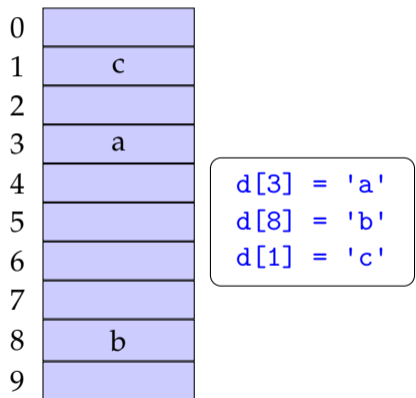 0
1 c
2
3 a
4
5
6
7
8 b
9
d[3] = 'a'
d[8] = 'b'
d[1] = 'c'